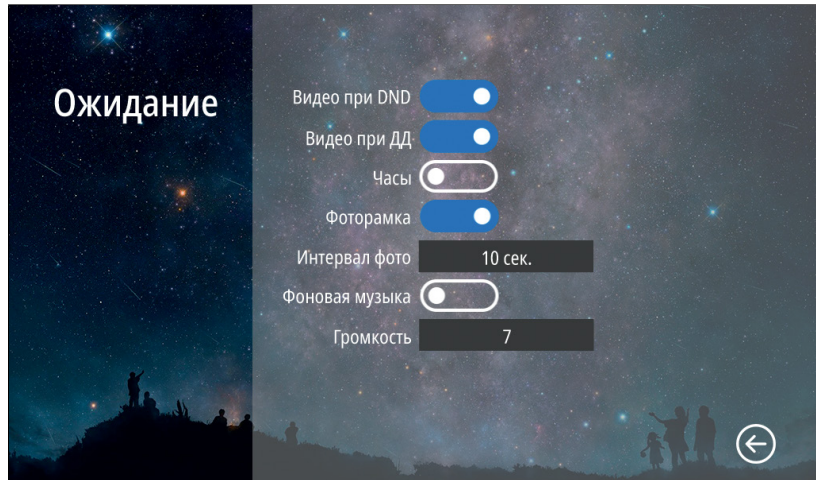 Ожидание
Видео при DND
Видео при ДД
Часы
Фоторамка
Интервал фото 10 сек.
Фоновая музыка
Громкость 7